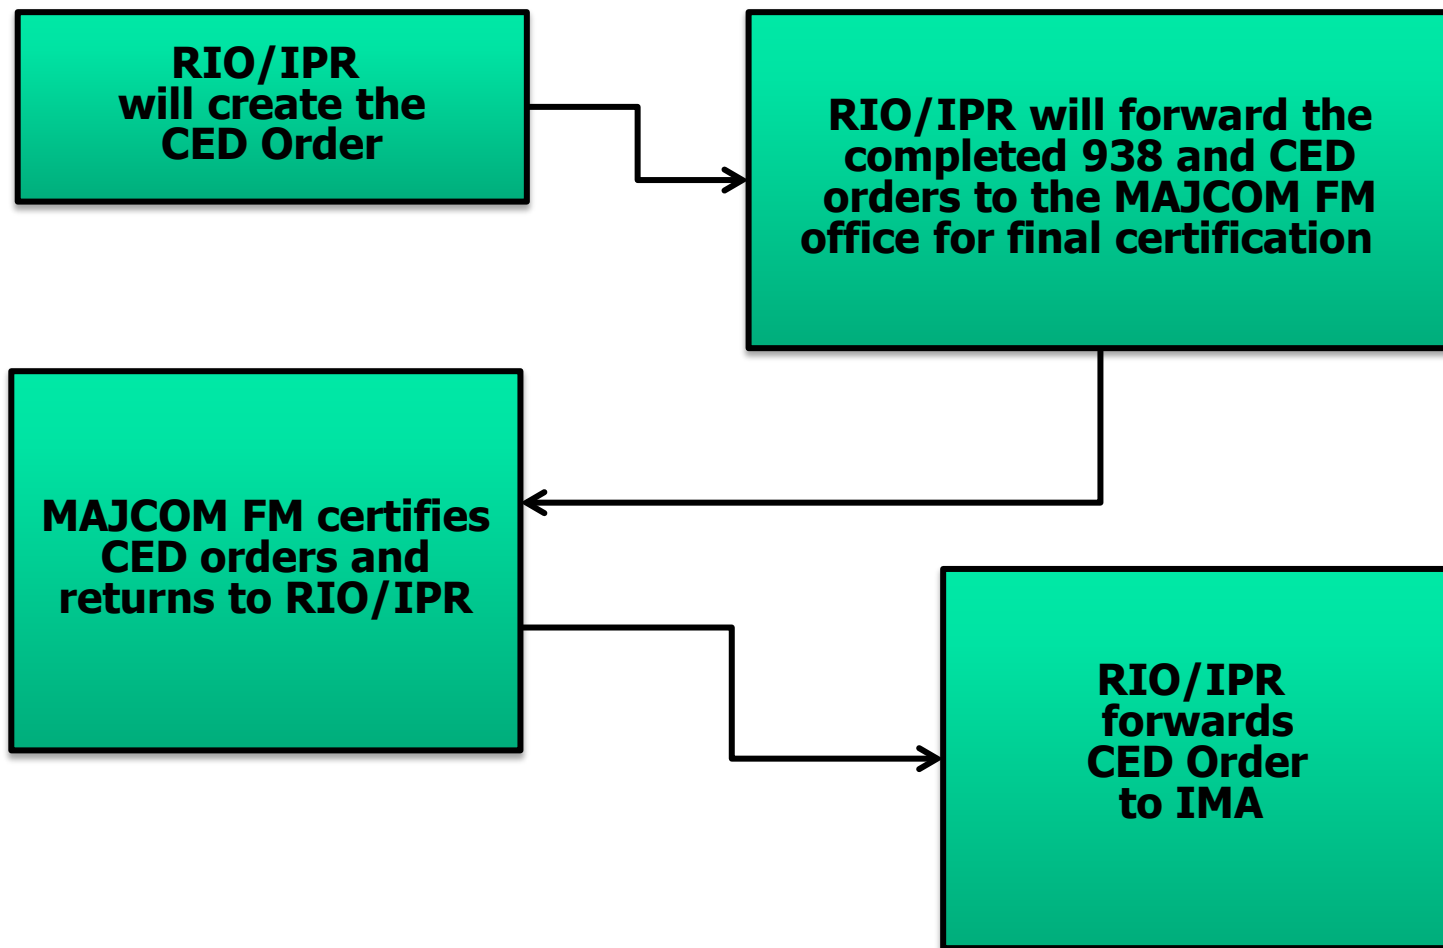 RIO/IPR
will create the
CED Order
RIO/IPR will forward the
completed 938 and CED
orders to the MAJCOM FM
office for final certification
MAJCOM FM certifies
CED orders and
returns to RIO/IPR
RIO/IPR
forwards
CED Order
to IMA